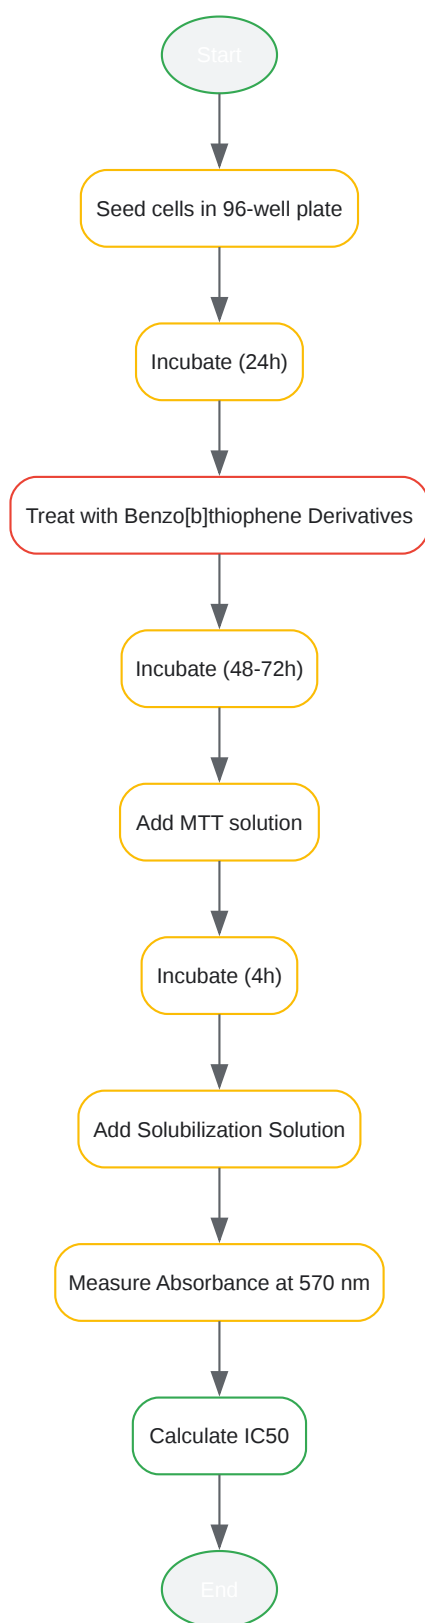 Start
Seed cells in 96-well plate
Incubate (24h)
Treat with Benzo[b]thiophene Derivatives
Incubate (48-72h)
Add MTT solution
Incubate (4h)
Add Solubilization Solution
Measure Absorbance at 570 nm
Calculate IC50
End